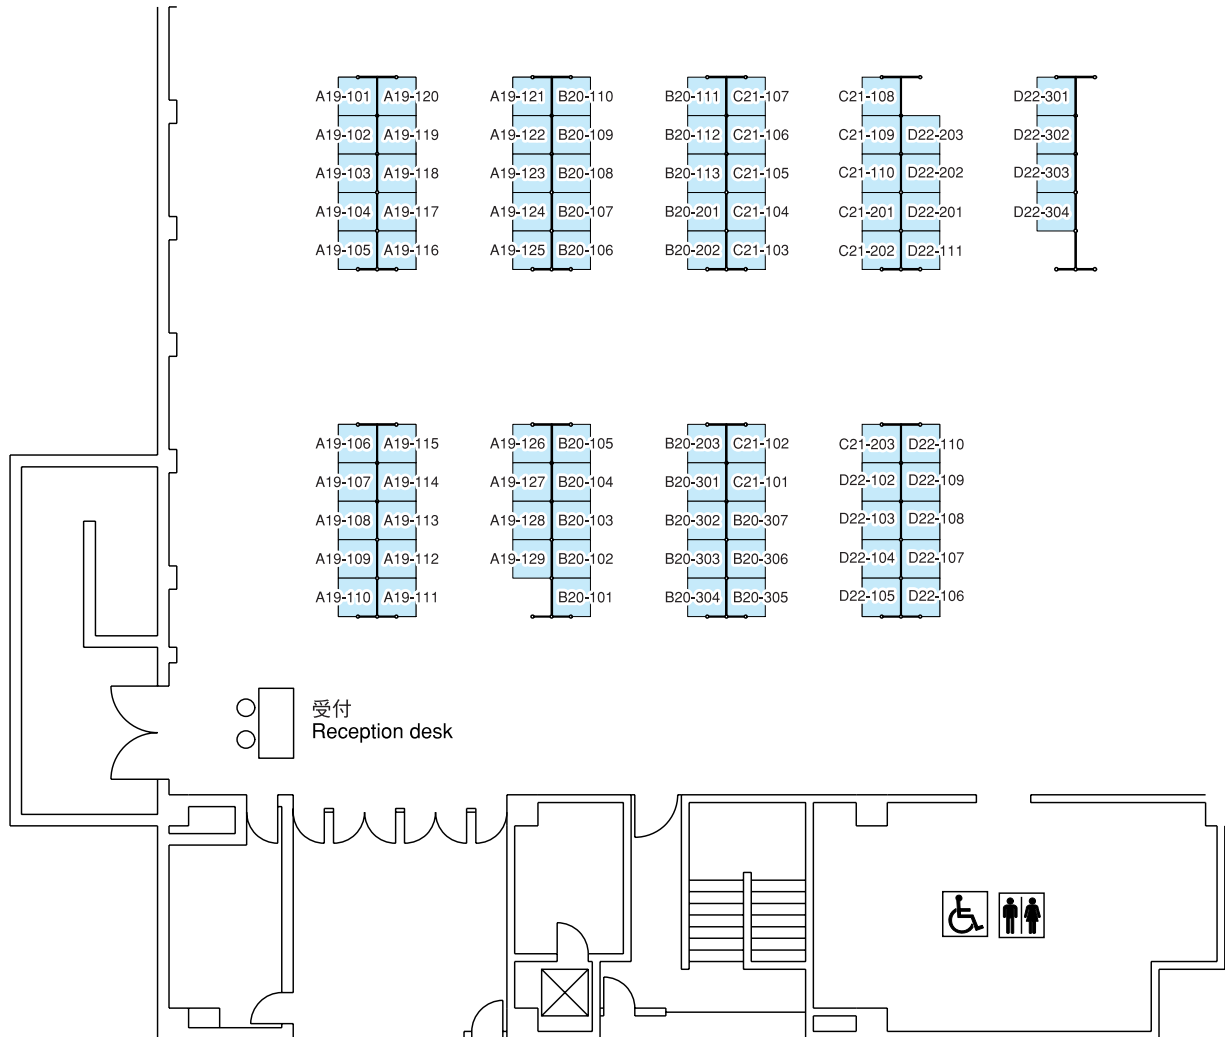 A19-101 A19-120 A19-121 B20-110 B20-111 C21-107 C21-108 D22-301
A19-102 A19-119 A19-122 B20-109 B20-112 C21-106 C21-109 D22-203 D22-302
A19-103 A19-118 A19-123 B20-108 B20-113 C21-105 C21-110 D22-202 D22-303
A19-104 A19-117 A19-124 B20-107 B20-201 C21-104 C21-201 D22-201 D22-304
A19-105 A19-116 A19-125 B20-106 B20-202 C21-103 C21-202 D22-111
A19-106 A19-115 A19-126 B20-105 B20-203 C21-102 C21-203 D22-110
A19-107 A19-114 A19-127 B20-104 B20-301 C21-101 D22-102 D22-109
A19-108 A19-113 A19-128 B20-103 B20-302 B20-307 D22-103 D22-108
A19-109 A19-112 A19-129 B20-102 B20-303 B20-306 D22-104 D22-107
A19-110 A19-111 B20-101 B20-304 B20-305 D22-105 D22-106
受付
Reception desk